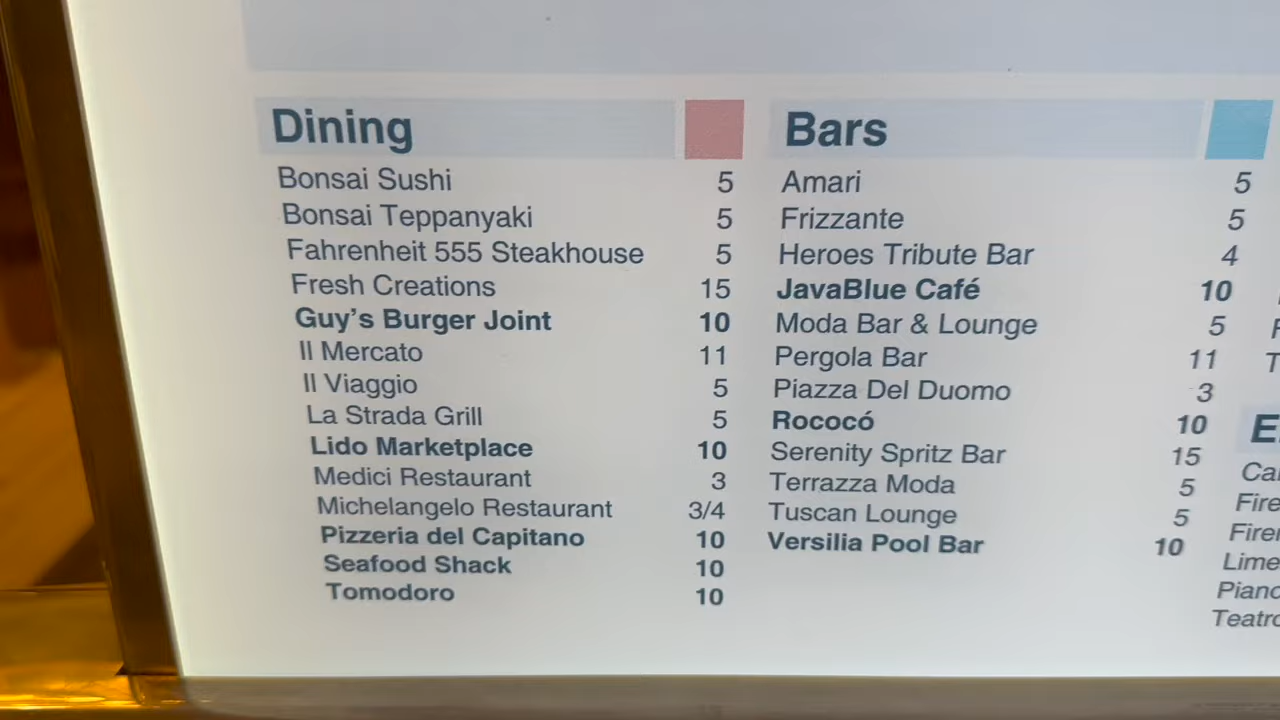 Dining
Bonsai Sushi 5
Bonsai Teppanyaki 5
Fahrenheit 555 Steakhouse 5
Fresh Creations 15
Guy's Burger Joint 10
Il Mercato 11
Il Viaggio 5
La Strada Grill 5
Lido Marketplace 10
Medici Restaurant 3
Michelangelo Restaurant 3/4
Pizzeria del Capitano 10
Seafood Shack 10
Tomodoro 10
Bars
Amari 5
Frizzante 5
Heroes Tribute Bar 4
JavaBlue Café 10
Moda Bar & Lounge 5
Pergola Bar 11
Piazza Del Duomo 3
Rococó 10
Serenity Spritz Bar 15
Terrazza Moda 5
Tuscan Lounge 5
Versilia Pool Bar 10